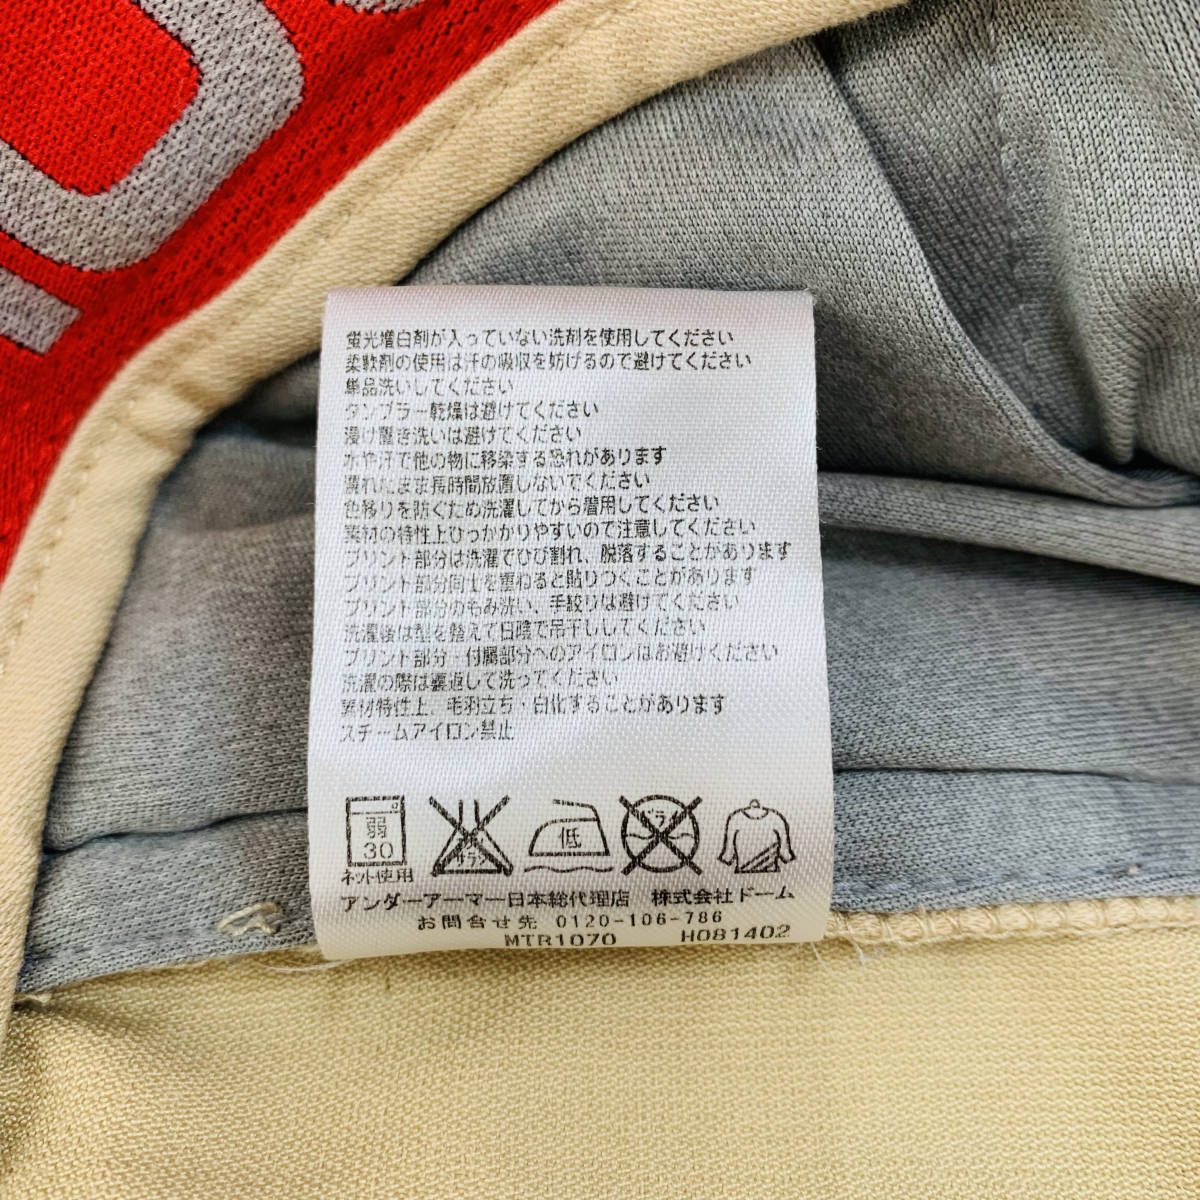 蛍光増白剤が入っていない洗剤を使用してください
柔軟剤の使用は汗の吸収を妨げるので避けてください
単品洗いしてください
タンブラー乾燥は避けてください
浸け置き洗いは避けてください
水や汗で他の物に移染する恐れがあります
濡れたまま長時間放置しないでください
色移りを防ぐため洗濯してから着用してください
素材の特性上ひっかかりやすいので注意してください
プリント部分は洗濯でひび割れ、脱落することがあります
プリント部分同士を重ねると貼りつくことがあります
プリント部分のもみ洗い、手絞りは避けてください
洗濯後は型を整えて日陰で吊干ししてください
プリント部分・付属部分へのアイロンはお避けください
洗濯の際は裏返して洗ってください
素材特性上、毛羽立ち・白化することがあります
スチームアイロン禁止
弱
30
ネット使用
サラシ
低
ドライ
アンダーアーマー日本総代理店 株式会社ドーム
お問合せ先 0120-106-786
MTR1070 H081402